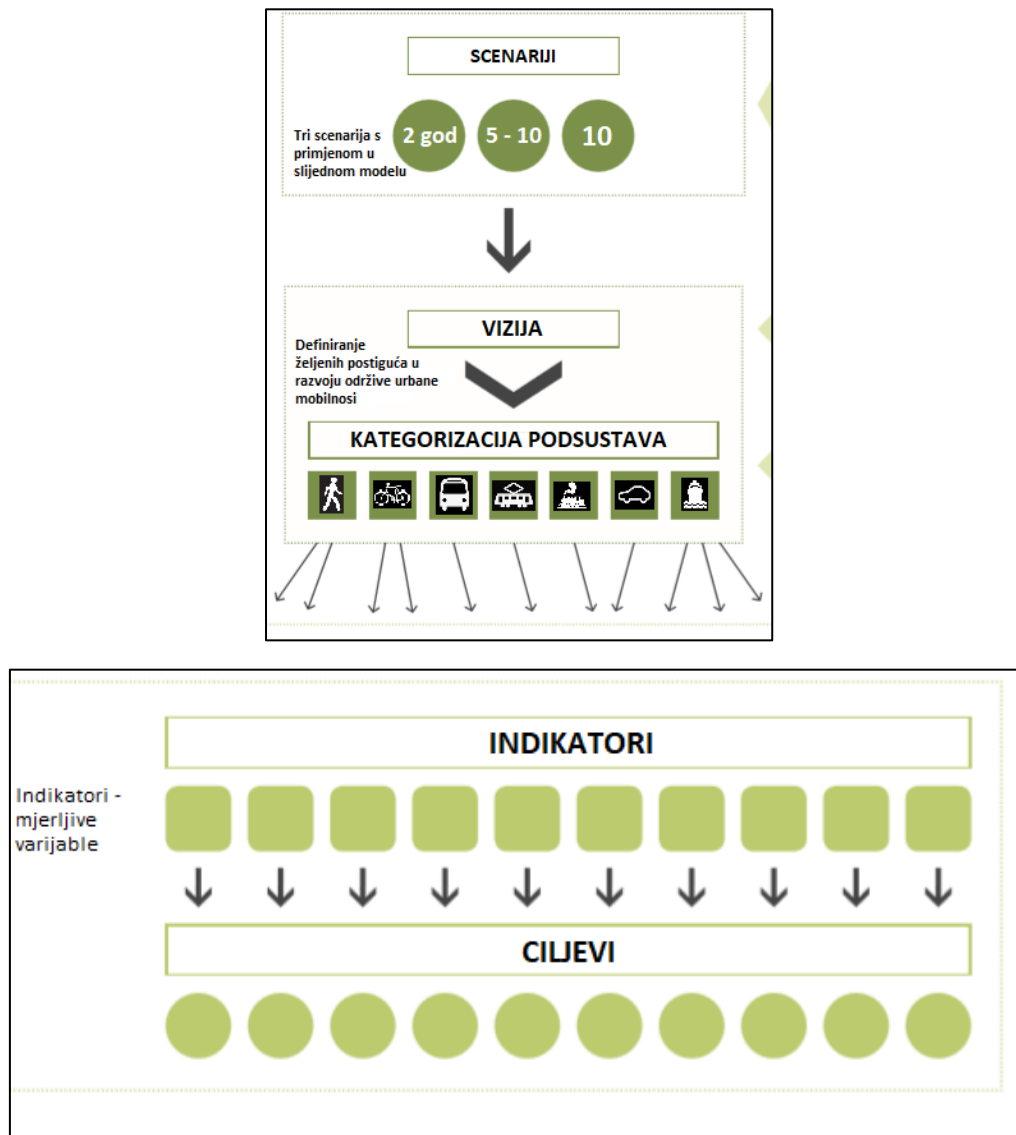 SCENARIJI
Tri scenarija s
primjenom u
slijednom modelu
2 god
5 - 10
10
VIZIJA
Definiranje
željenih postiguća u
razvoju održive urbane
mobilnosi
KATEGORIZACIJA PODSUSTAVA
INDIKATORI
Indikatori -
mjerljive
varijable
CILJEVI